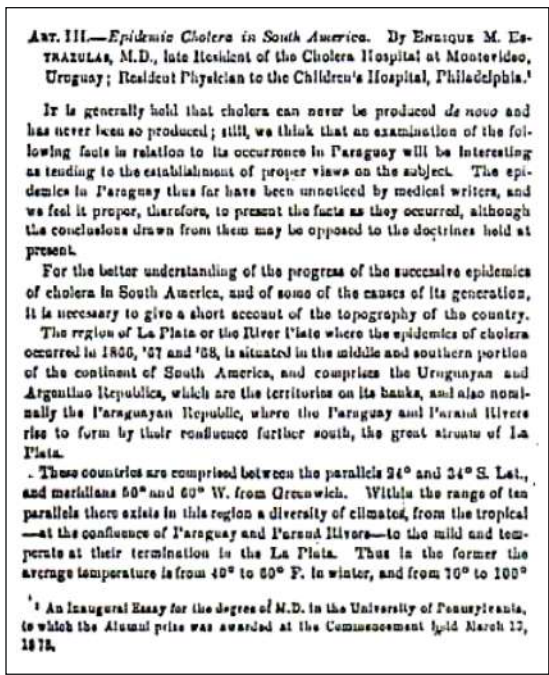 ART. III.—Epidemic Cholera in South America. By ENRIQUE M. ES-
TRAZULAS, M.D., late Resident of the Cholera Hospital at Montevideo,
Uruguay; Resident Physician to the Children's Hospital, Philadelphia.¹
IT is generally held that cholera can never be produced de novo and
has never been so produced; still, we think that an examination of the fol-
lowing facts in relation to its occurrence in Paraguay will be interesting
as tending to the establishment of proper views on the subject. The epi-
demics in Paraguay thus far have been unnoticed by medical writers, and
we feel it proper, therefore, to present the facts as they occurred, although
the conclusions drawn from them may be opposed to the doctrines held at
present.
For the better understanding of the progress of the successive epidemics
of cholera in South America, and of some of the causes of its generation,
it is necessary to give a short account of the topography of the country.
The region of La Plata or the River Plate where the epidemics of cholera
occurred in 1866, '67 and '68, is situated in the middle and southern portion
of the continent of South America, and comprises the Uruguayan and
Argentine Republics, which are the territories on its banks, and also nomi-
nally the Paraguayan Republic, where the Paraguay and Paraná Rivers
rise to form by their confluence further south, the great stream of La
Plata.
These countries are comprised between the parallels 24° and 34° S. Lat.,
and meridians 50° and 60° W. from Greenwich. Within the range of ten
parallels there exists in this region a diversity of climates, from the tropical
—at the confluence of Paraguay and Paraná Rivers—to the mild and tem-
perate at their termination in the La Plata. Thus in the former the
average temperature is from 40° to 60° F. in winter, and from 70° to 100°
¹ An Inaugural Essay for the degree of M.D. in the University of Pennsylvania,
to which the Alumni prize was awarded at the Commencement held March 13,
1873.